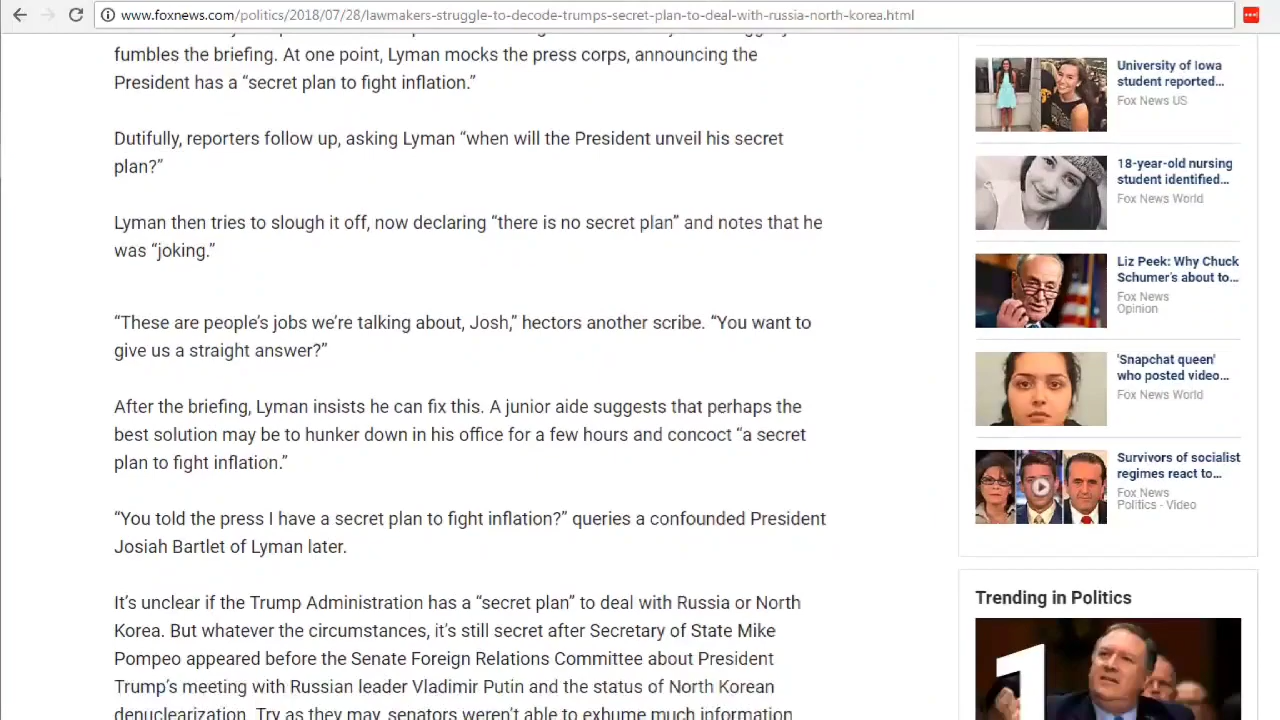 www.foxnews.com/politics/2018/07/28/lawmakers-struggle-to-decode-trumps-secret-plan-to-deal-with-russia-north-korea.html
fumbles the briefing. At one point, Lyman mocks the press corps, announcing the
President has a “secret plan to fight inflation.”
Dutifully, reporters follow up, asking Lyman “when will the President unveil his secret
plan?”
Lyman then tries to slough it off, now declaring “there is no secret plan” and notes that he
was “joking.”
“These are people’s jobs we’re talking about, Josh,” hectors another scribe. “You want to
give us a straight answer?”
After the briefing, Lyman insists he can fix this. A junior aide suggests that perhaps the
best solution may be to hunker down in his office for a few hours and concoct “a secret
plan to fight inflation.”
“You told the press I have a secret plan to fight inflation?” queries a confounded President
Josiah Bartlet of Lyman later.
It’s unclear if the Trump Administration has a “secret plan” to deal with Russia or North
Korea. But whatever the circumstances, it’s still secret after Secretary of State Mike
Pompeo appeared before the Senate Foreign Relations Committee about President
Trump’s meeting with Russian leader Vladimir Putin and the status of North Korean
denuclearization. Try as they may, senators weren't able to exhume much information
University of Iowa
student reported...
Fox News US
18-year-old nursing
student identified...
Fox News World
Liz Peek: Why Chuck
Schumer's about to...
Fox News
Opinion
'Snapchat queen'
who posted video...
Fox News World
Survivors of socialist
regimes react to...
Fox News
Politics - Video
Trending in Politics
1